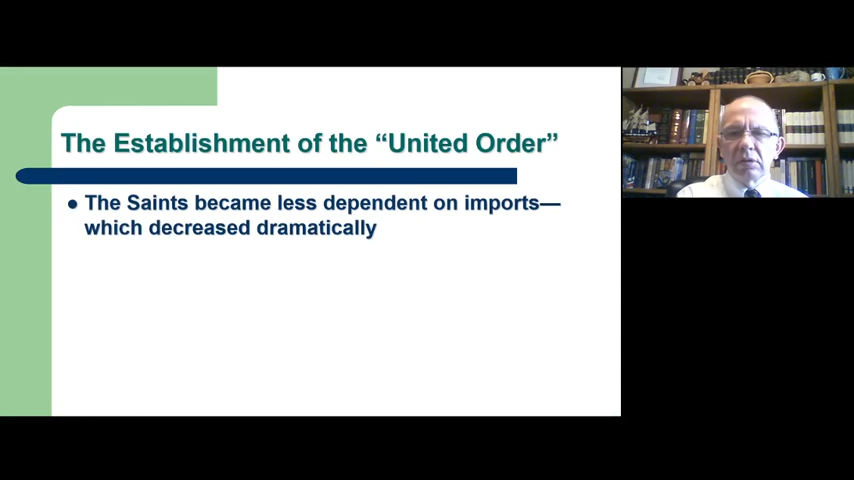 The Establishment of the “United Order”
● The Saints became less dependent on imports—
which decreased dramatically